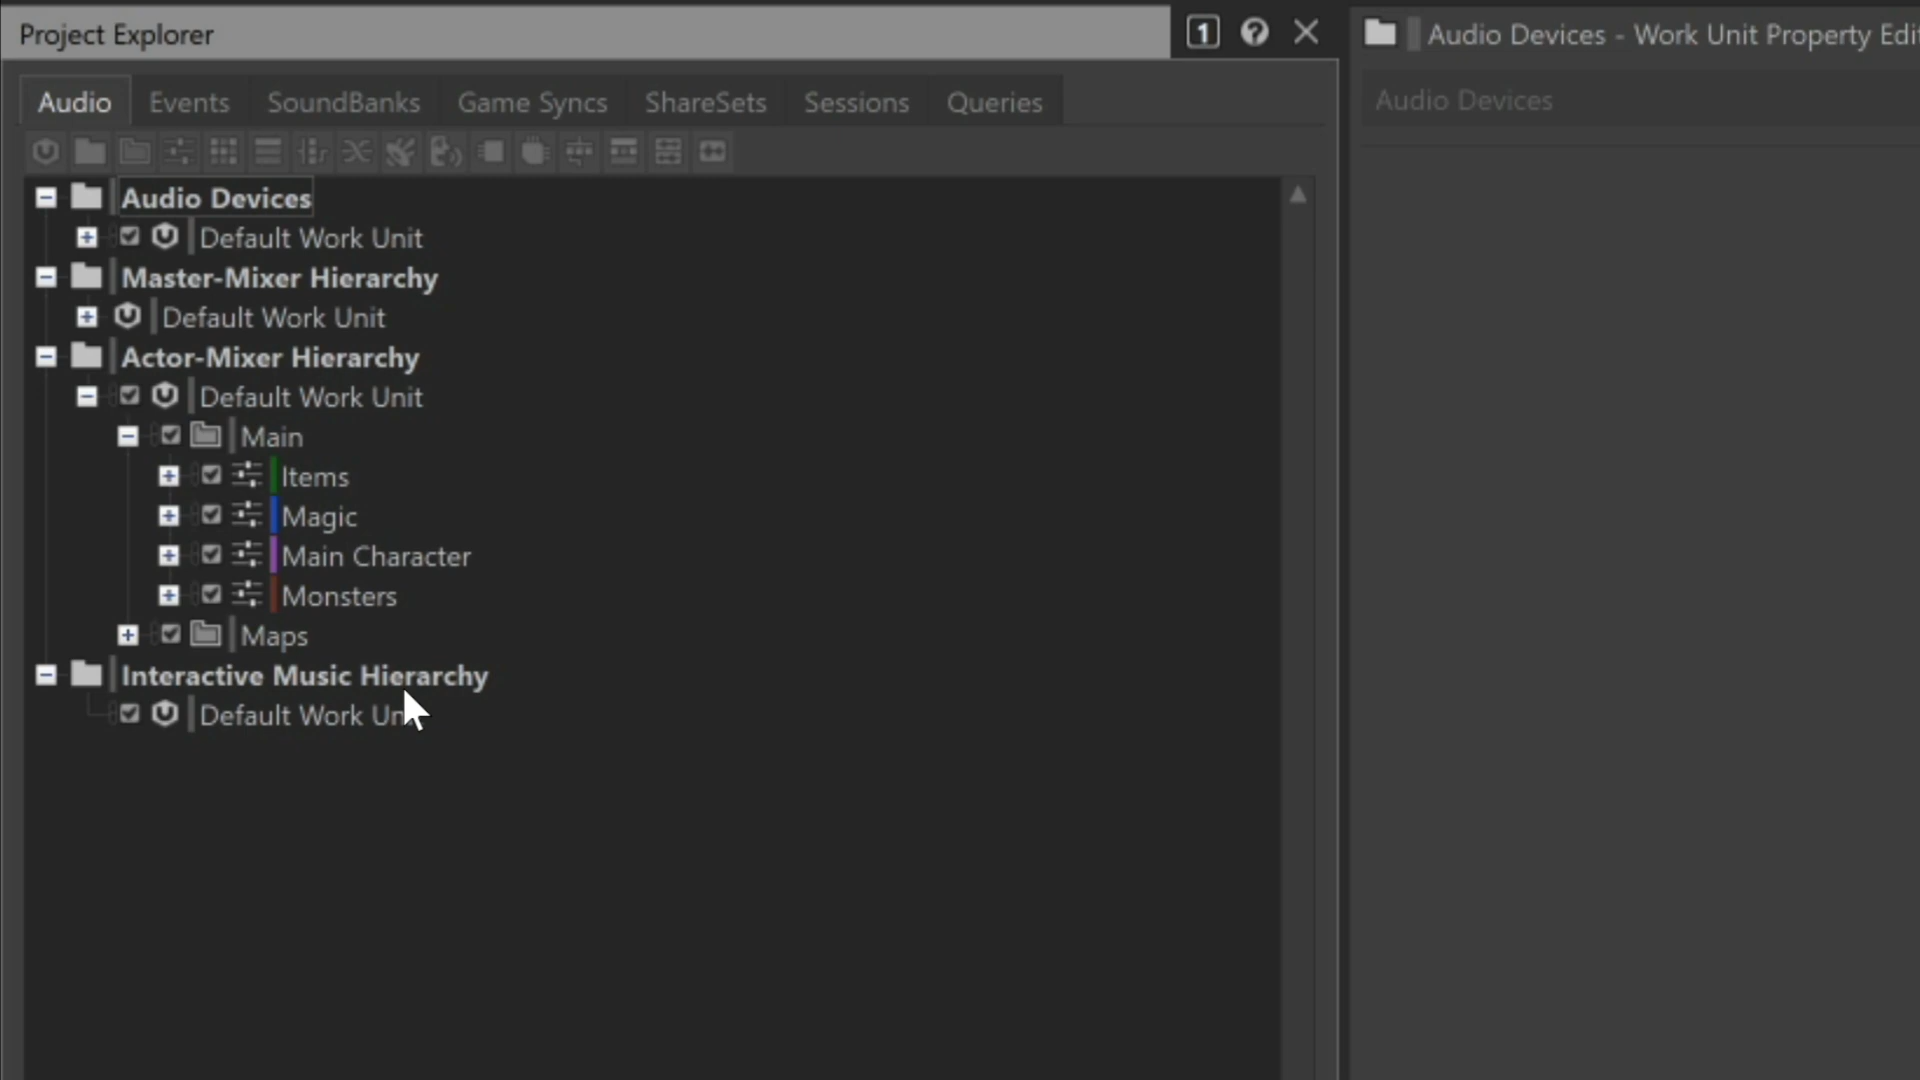 Project Explorer
1
Audio Devices - Work Unit Property Edi
Audio Events SoundBanks Game Syncs ShareSets Sessions Queries
Audio Devices
Audio Devices
Default Work Unit
Master-Mixer Hierarchy
Default Work Unit
Actor-Mixer Hierarchy
Default Work Unit
Main
Items
Magic
Main Character
Monsters
Maps
Interactive Music Hierarchy
Default Work Un